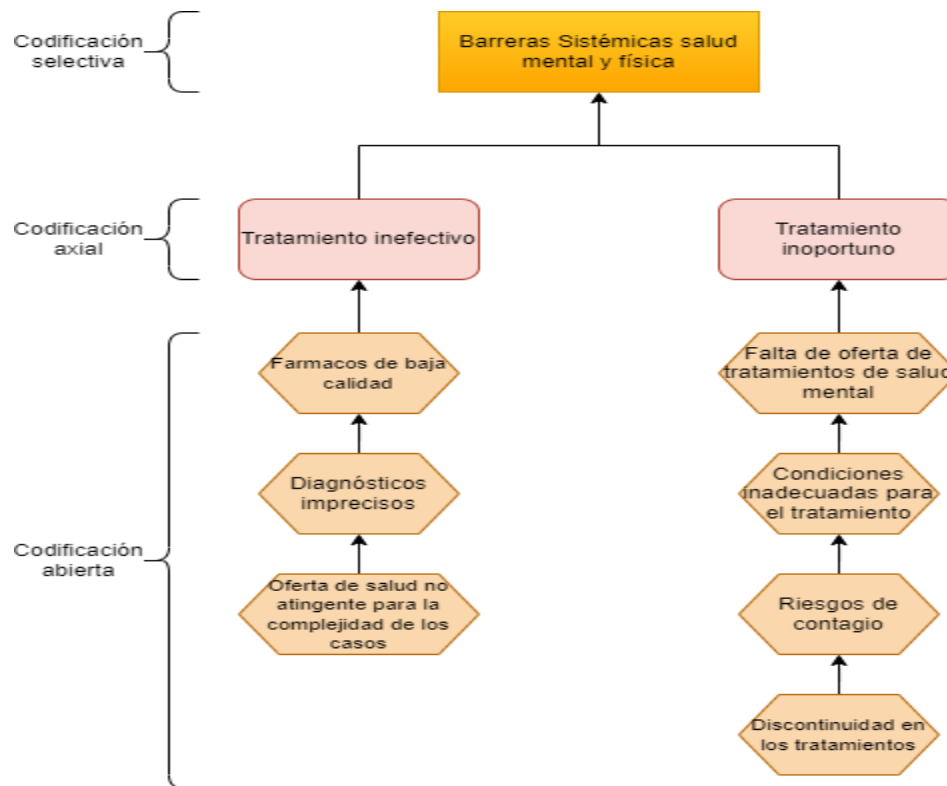 Codificación
selectiva
Barreras Sistémicas salud
mental y física
Codificación
axial
Tratamiento inefectivo
Tratamiento
inoportuno
Codificación
abierta
Farmacos de baja
calidad
Diagnósticos
imprecisos
Oferta de salud no
atingente para la
complejidad de los
casos
Falta de oferta de
tratamientos de salud
mental
Condiciones
inadecuadas para
el tratamiento
Riesgos de
contagio
Discontinuidad en
los tratamientos